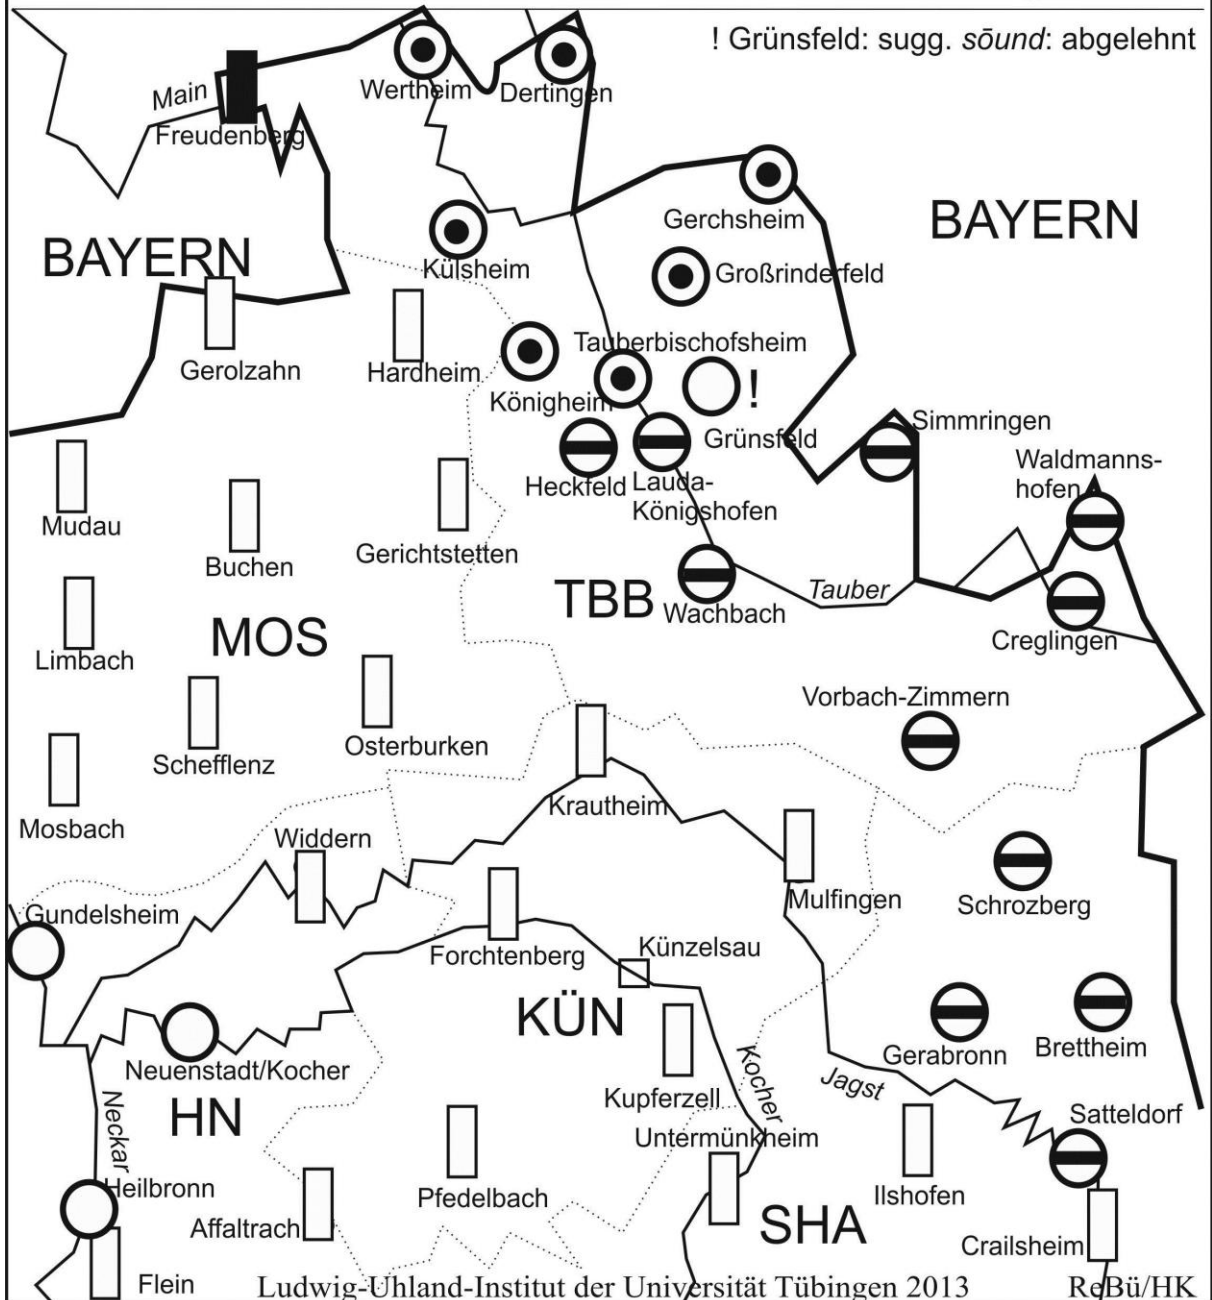 ! Grünsfeld: sugg. sōund: abgelehnt
Wertheim
Dertingen
Main
Freudenberg
Gerchsheim
BAYERN
BAYERN
Külsheim
Großrinderfeld
Gerolzahn
Hardheim
Tauberbischofsheim
Königheim
!
Grünsfeld
Simmringen
Heckfeld
Lauda-
Königshofen
Waldmanns-
hofen
Mudau
Buchen
Gerichtstetten
TBB
Wachbach
Tauber
Creglingen
MOS
Limbach
Schefflenz
Osterburken
Vorbach-Zimmern
Mosbach
Krautheim
Widdern
Mulfingen
Schrozberg
Gundelsheim
Forchtenberg
Künzelsau
KÜN
Neuenstadt/Kocher
HN
Neckar
Kupferzell
Kocher
Jagst
Gerabronn
Brettheim
Untermünkheim
Satteldorf
Heilbronn
Affaltrach
Pfedelbach
Ilshofen
SHA
Crailsheim
Flein
Ludwig-Uhland-Institut der Universität Tübingen 2013
ReBü/HK